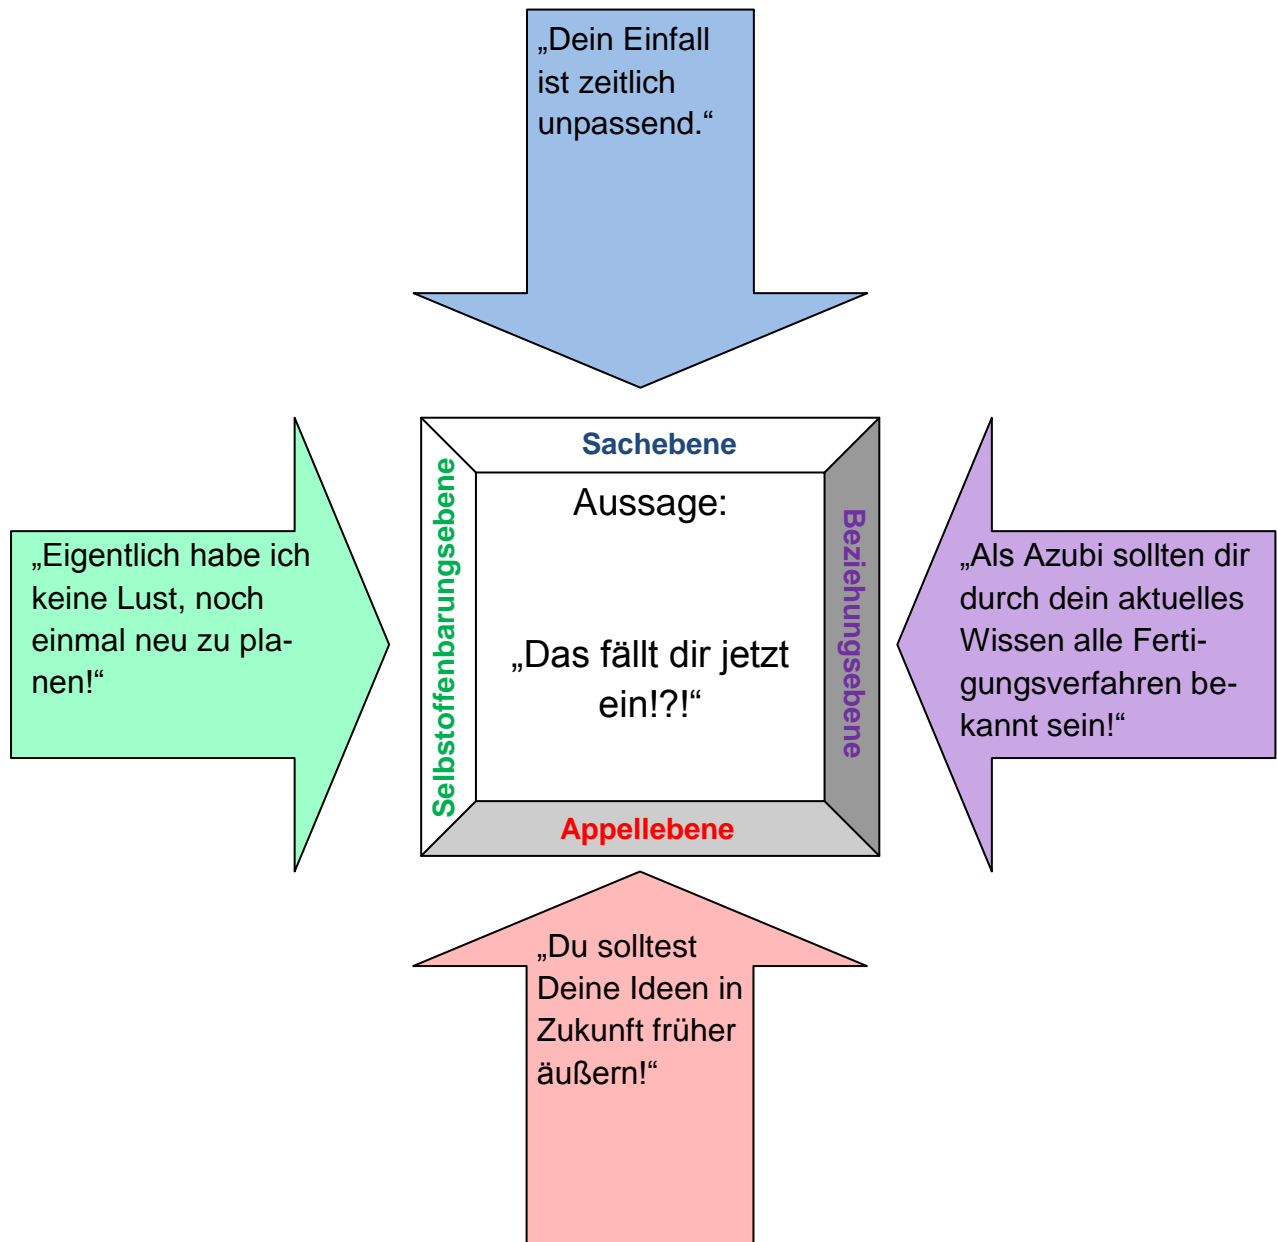 „Dein Einfall
ist zeitlich
unpassend.“
Sachebene
Selbstoffenbarungsebene
Aussage:
„Das fällt dir jetzt
ein!?!“
Beziehungsebene
Appellebene
„Eigentlich habe ich
keine Lust, noch
einmal neu zu pla-
nen!“
„Als Azubi sollten dir
durch dein aktuelles
Wissen alle Ferti-
gungsverfahren be-
kannt sein!“
„Du solltest
Deine Ideen in
Zukunft früher
äußern!“